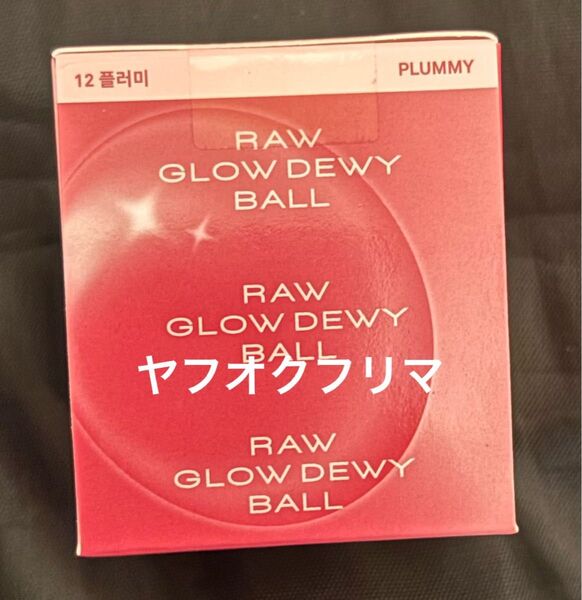 12 플러미
PLUMMY
RAW
GLOW DEWY
BALL
RAW
GLOW DEWY
BALL
ヤフオクフリマ
RAW
GLOW DEWY
BALL